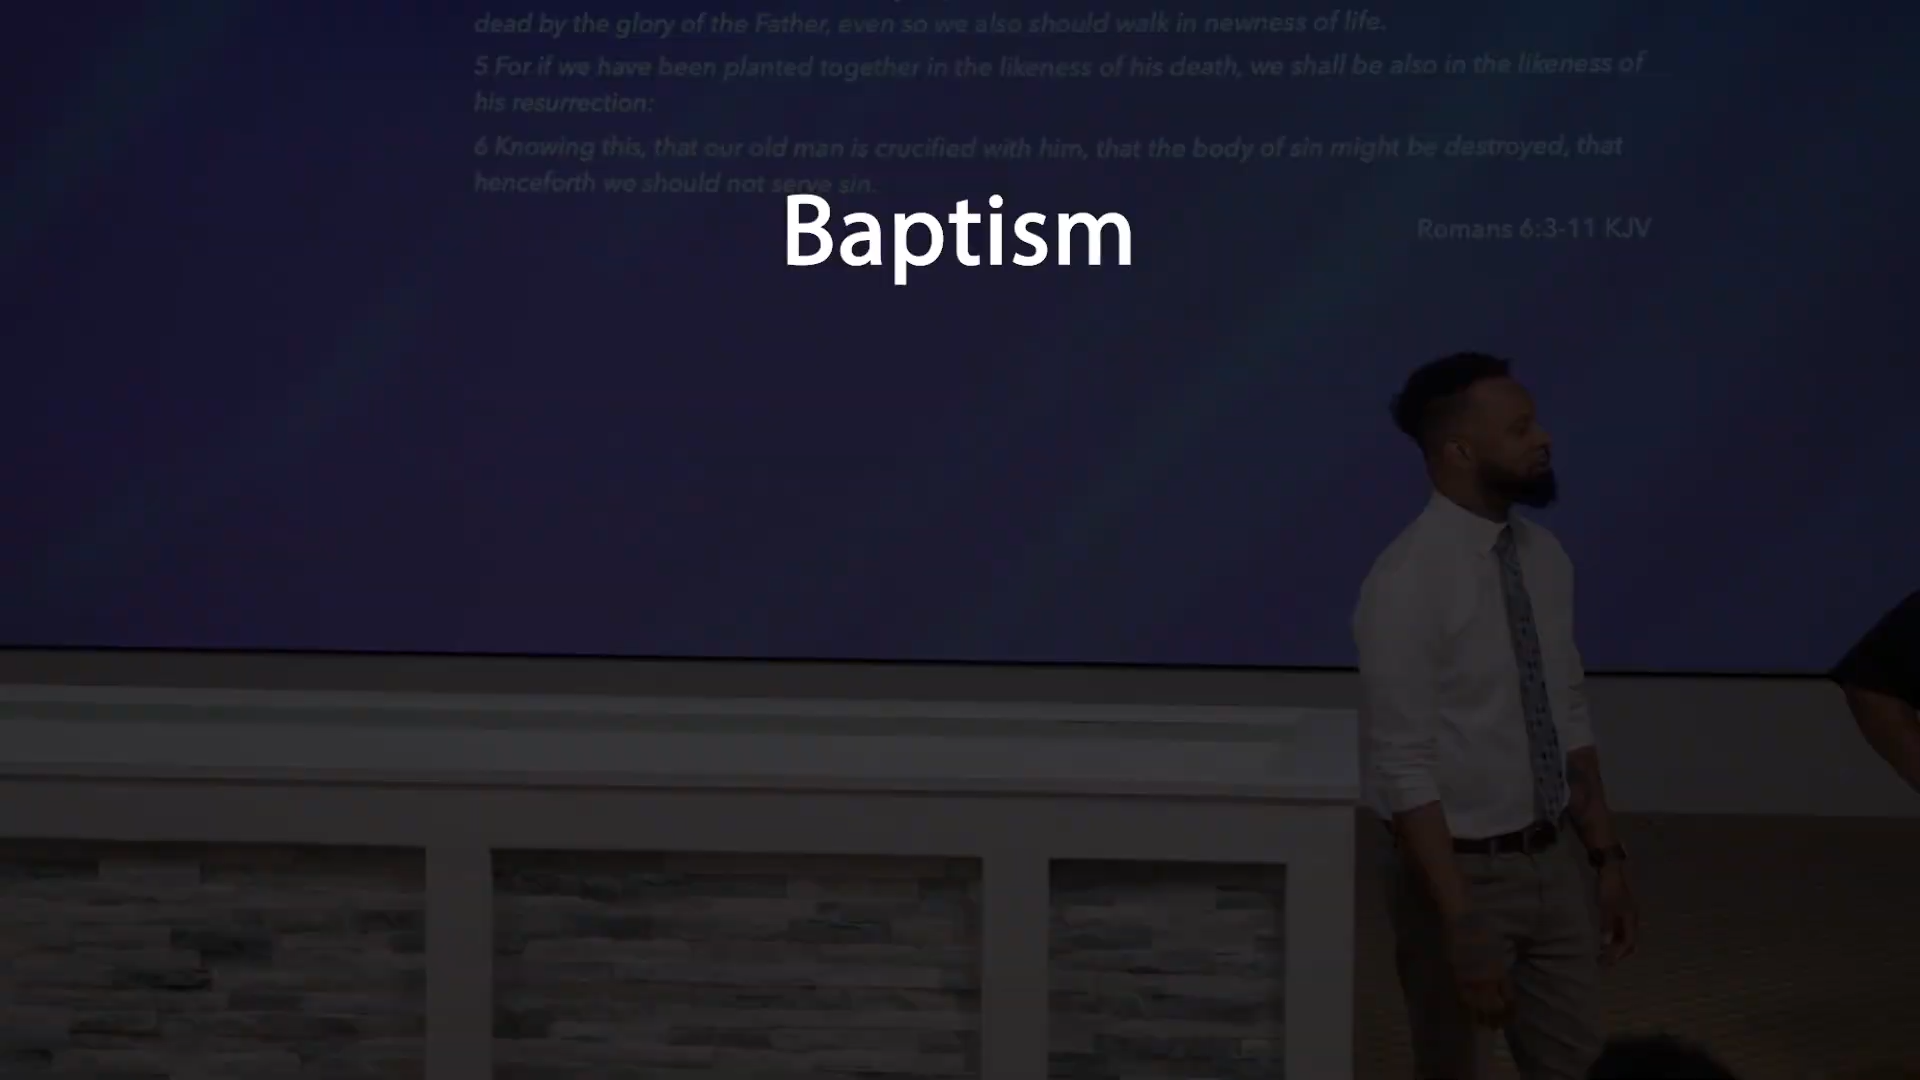 dead by the glory of the Father, even so we also should walk in newness of life.
5 For if we have been planted together in the likeness of his death, we shall be also in the likeness of
his resurrection:
6 Knowing this, that our old man is crucified with him, that the body of sin might be destroyed, that
henceforth we should not serve sin.
Baptism
Romans 6:3-11 KJV